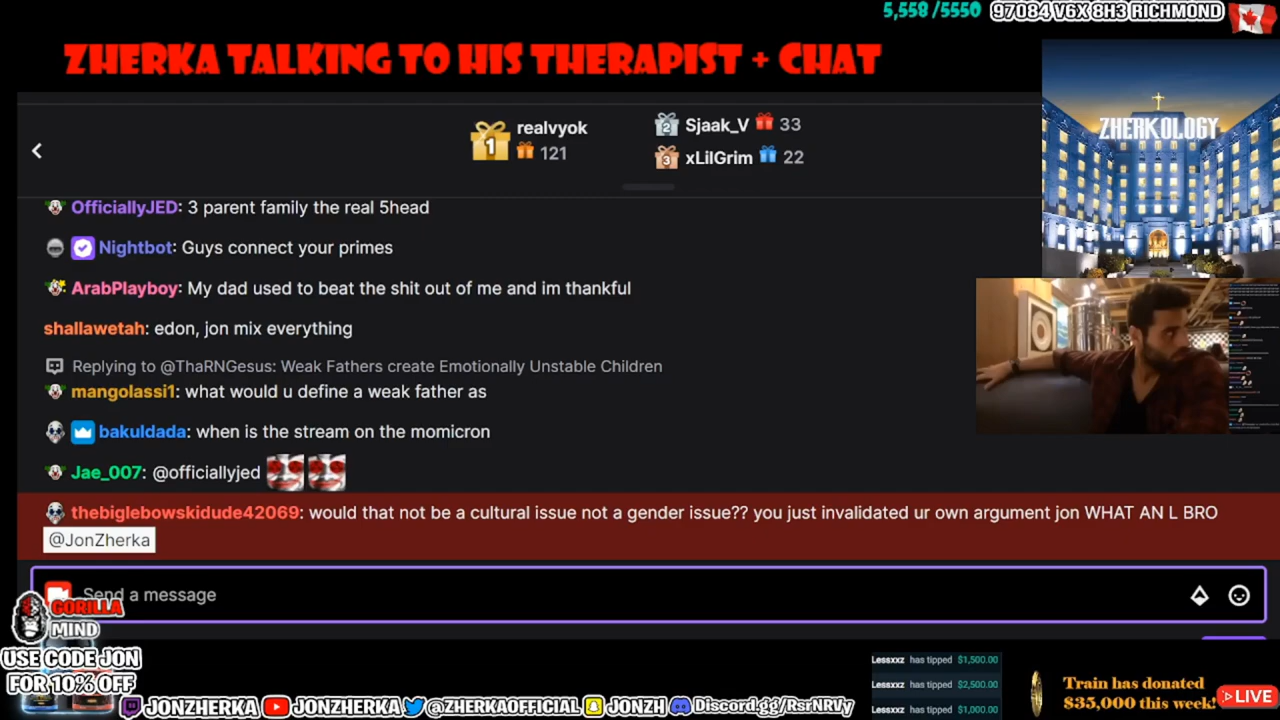 5,558 /5550
97084 V6X 8H3 RICHMOND
ZHERKA TALKING TO HIS THERAPIST + CHAT
ZHERKOLOGY
1 realvyok
121
2 Sjaak_V 33
3 xLilGrim 22
OfficiallyJED: 3 parent family the real 5head
Nightbot: Guys connect your primes
ArabPlayboy: My dad used to beat the shit out of me and im thankful
shallawetah: edon, jon mix everything
Replying to @ThaRNGesus: Weak Fathers create Emotionally Unstable Children
mangolassi1: what would u define a weak father as
bakuldada: when is the stream on the momicron
Jae_007: @officiallyjed
thebiglebowskidude42069: would that not be a cultural issue not a gender issue?? you just invalidated ur own argument jon WHAT AN L BRO
@JonZherka
Send a message
GORILLA
MIND
USE CODE JON
FOR 10% OFF
JONZHERKA JONZHERKA @ZHERKAOFFICIAL JONZH Discord.gg/RsrNRVy
Lessxxz has tipped $1,500.00
Lessxxz has tipped $2,500.00
Lessxxz has tipped $1,000.00
Train has donated
$35,000 this week!
LIVE